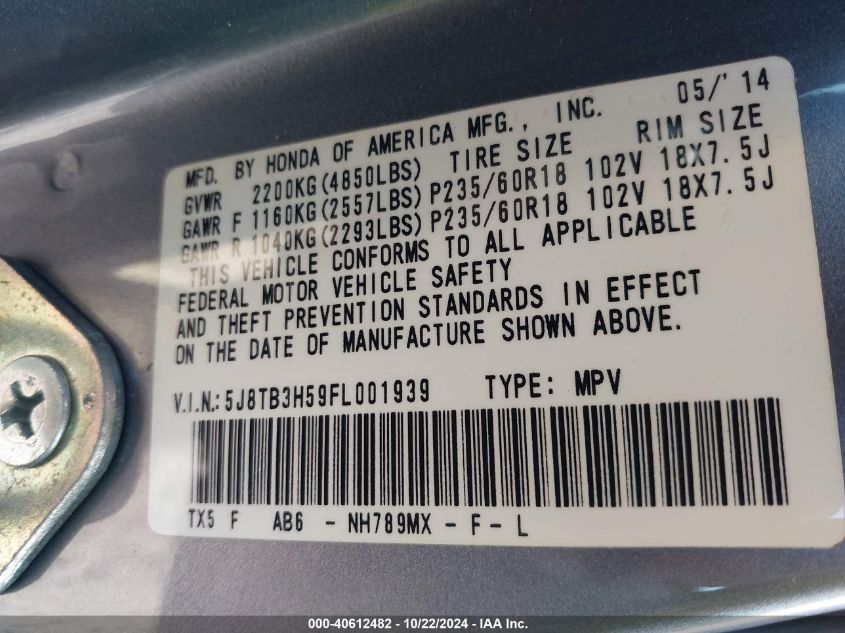 05/'14
MFD. BY HONDA OF AMERICA MFG., INC.
GVWR 2200KG(4850LBS) TIRE SIZE RIM SIZE
GAWR F 1160KG(2557LBS) P235/60R18 102V 18X7.5J
GAWR R 1040KG(2293LBS) P235/60R18 102V 18X7.5J
THIS VEHICLE CONFORMS TO ALL APPLICABLE
FEDERAL MOTOR VEHICLE SAFETY
AND THEFT PREVENTION STANDARDS IN EFFECT
ON THE DATE OF MANUFACTURE SHOWN ABOVE.
V.I.N.: 5J8TB3H59FL001939 TYPE: MPV
TX5 F AB6 - NH789MX - F - L
000-40612482 - 10/22/2024 - IAA Inc.